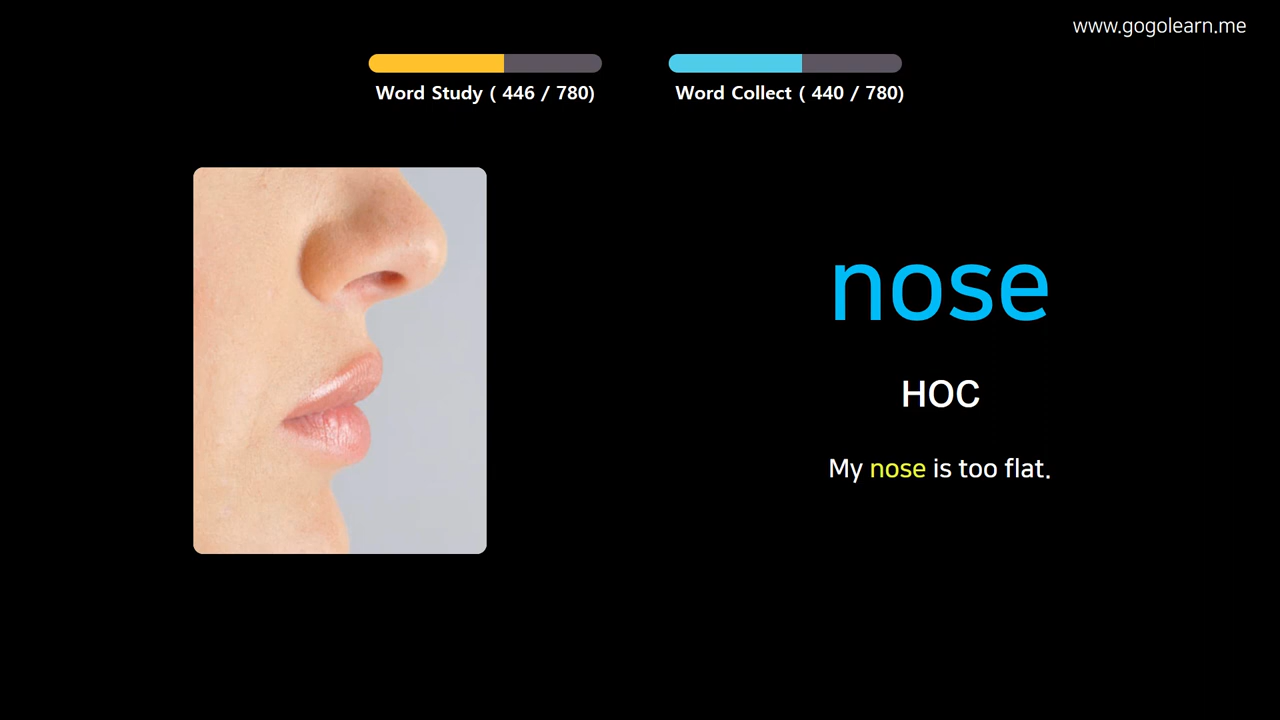 www.gogolearn.me
Word Study ( 446 / 780)
Word Collect ( 440 / 780)
nose
нос
My nose is too flat.